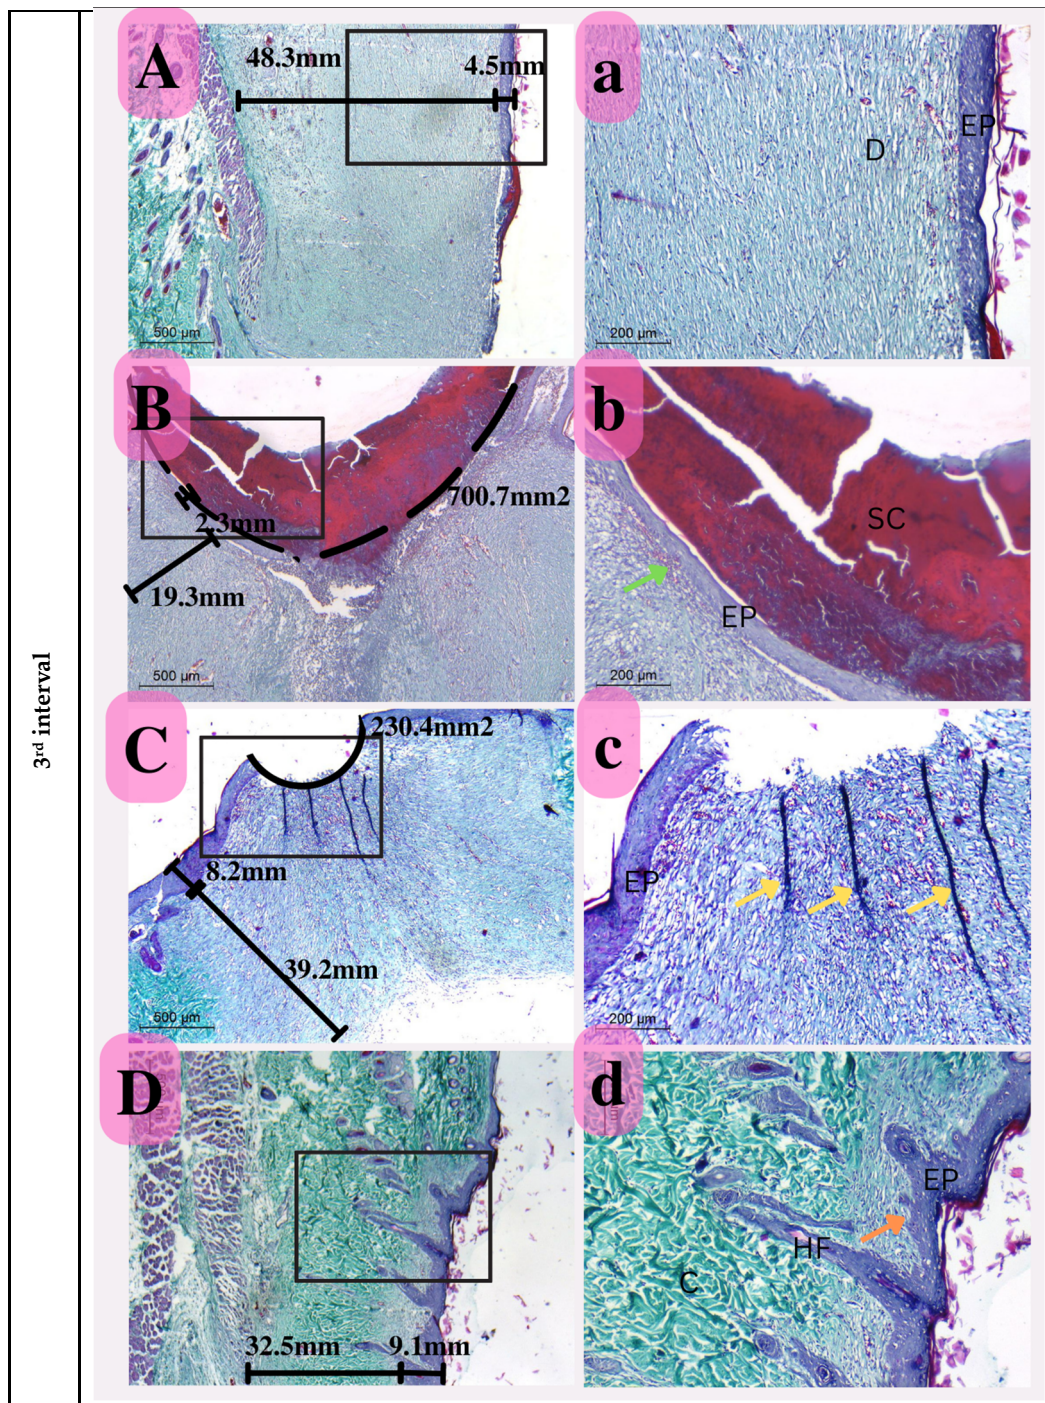 3rd interval
A
48.3mm
4.5mm
500 µm
a
EP
D
200 µm
B
700.7mm2
2.3mm
19.3mm
500 µm
b
SC
EP
200 µm
C
230.4mm2
8.2mm
39.2mm
500 µm
c
EP
200 µm
D
32.5mm
9.1mm
d
EP
HF
C